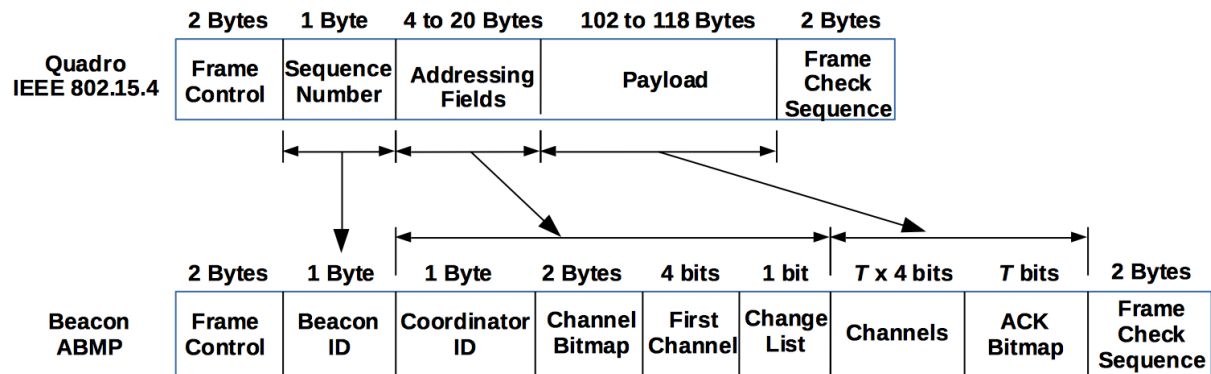 2 Bytes 1 Byte 4 to 20 Bytes 102 to 118 Bytes 2 Bytes
Quadro
IEEE 802.15.4
Frame
Control
Sequence
Number
Addressing
Fields
Payload
Frame
Check
Sequence
2 Bytes 1 Byte 1 Byte 2 Bytes 4 bits 1 bit T x 4 bits T bits 2 Bytes
Beacon
ABMP
Frame
Control
Beacon
ID
Coordinator
ID
Channel
Bitmap
First
Channel
Change
List
Channels
ACK
Bitmap
Frame
Check
Sequence